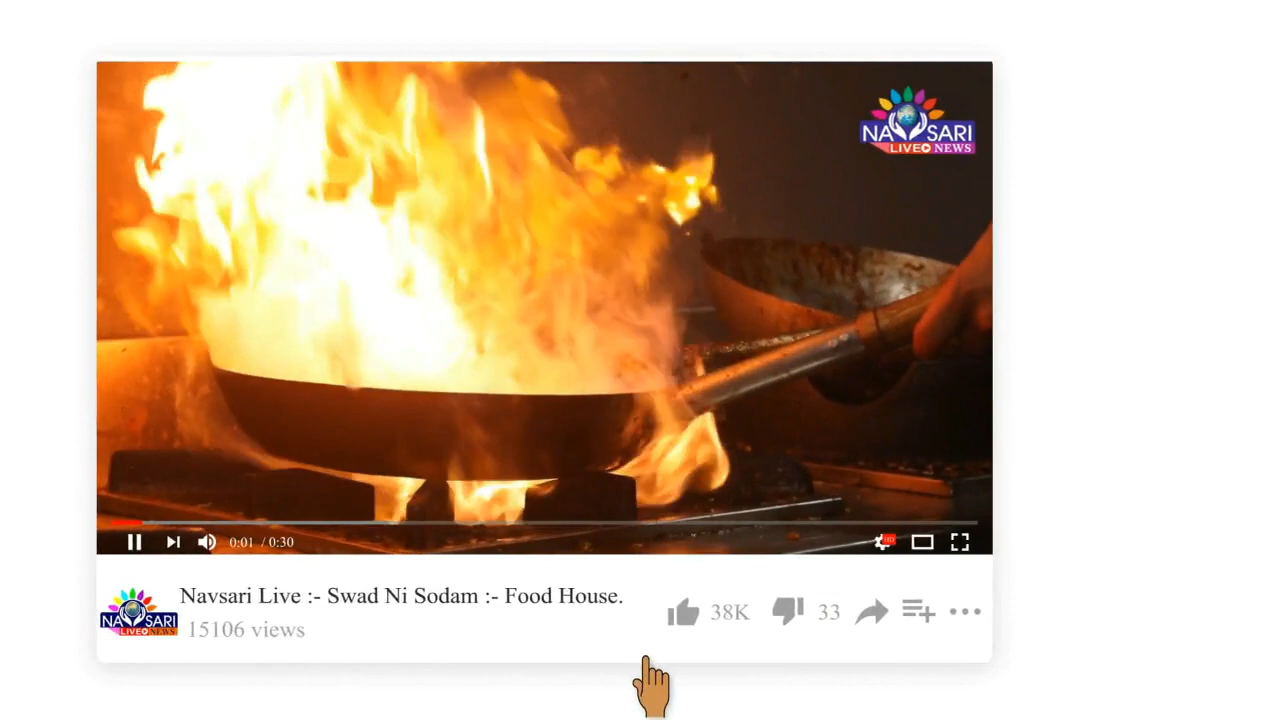 NAVSARI
LIVE NEWS
HD
0:01 / 0:30
Navsari Live :- Swad Ni Sodam :- Food House.
15106 views
38K
33
NAVSARI
LIVE NEWS